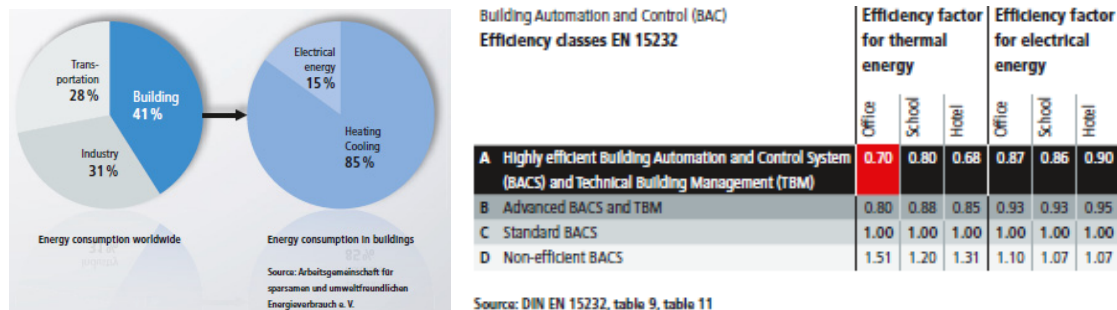 Trans-
portation
28 %
Building
41 %
Industry
31 %
Energy consumption worldwide
Electrical
energy
15 %
Heating
Cooling
85 %
Energy consumption in buildings
Source: Arbeitsgemeinschaft für
sparsamen und umweltfreundlichen
Energieverbrauch e. V.
Building Automation and Control (BAC)
Efficiency classes EN 15232
Efficiency factor
for thermal
energy
Efficiency factor
for electrical
energy
Office School Hotel Office School Hotel
A Highly efficient Building Automation and Control System 0.70 0.80 0.68 0.87 0.86 0.90
(BACS) and Technical Building Management (TBM)
B Advanced BACS and TBM 0.80 0.88 0.85 0.93 0.93 0.95
C Standard BACS 1.00 1.00 1.00 1.00 1.00 1.00
D Non-efficient BACS 1.51 1.20 1.31 1.10 1.07 1.07
Source: DIN EN 15232, table 9, table 11